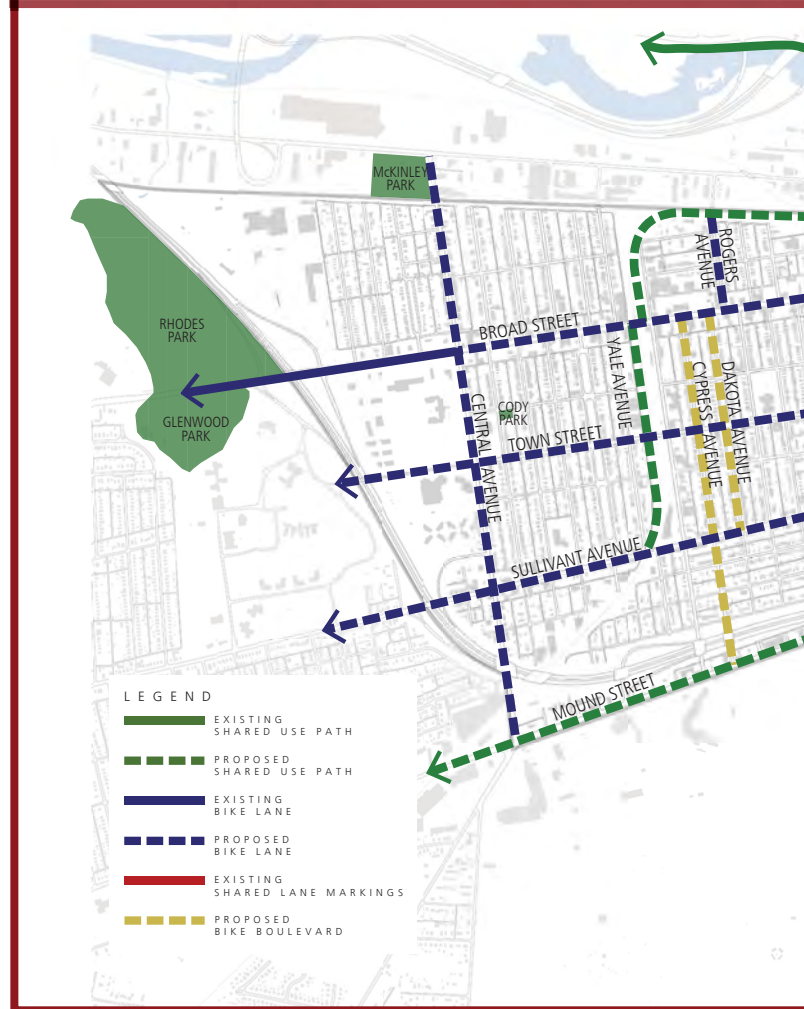 McKINLEY
PARK
ROGERS
AVENUE
RHODES
PARK
BROAD STREET
YALE AVENUE
CYPRESS AVENUE
DAKOTA AVENUE
CODY
PARK
GLENWOOD
PARK
CENTRAL AVENUE
TOWN STREET
SULLIVANT AVENUE
MOUND STREET
LEGEND
EXISTING
SHARED USE PATH
PROPOSED
SHARED USE PATH
EXISTING
BIKE LANE
PROPOSED
BIKE LANE
EXISTING
SHARED LANE MARKINGS
PROPOSED
BIKE BOULEVARD